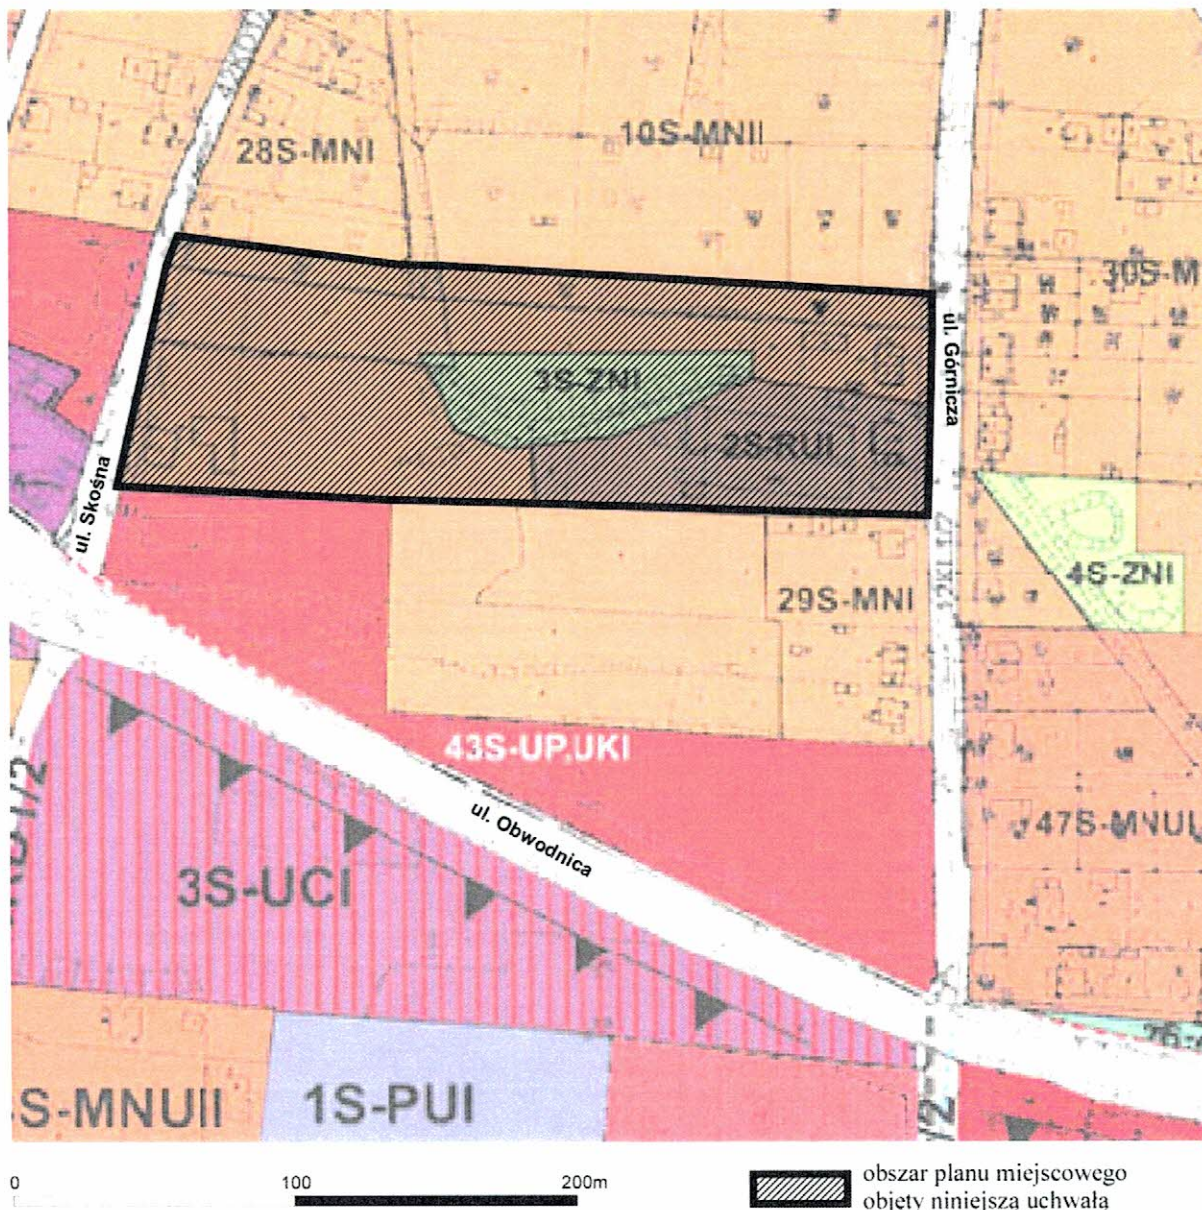 28S-MNI
10S-MNII
30S-M
3S-ZNI
ul. Górnicza
2S-RUI
ul. Skośna
4S-ZNI
29S-MNI
43S-UP,UKI
ul. Obwodnica
47S-MNUI
3S-UCI
S-MNUII
1S-PUI
0
100
200m
obszar planu miejscowego
objęty niniejszą uchwałą